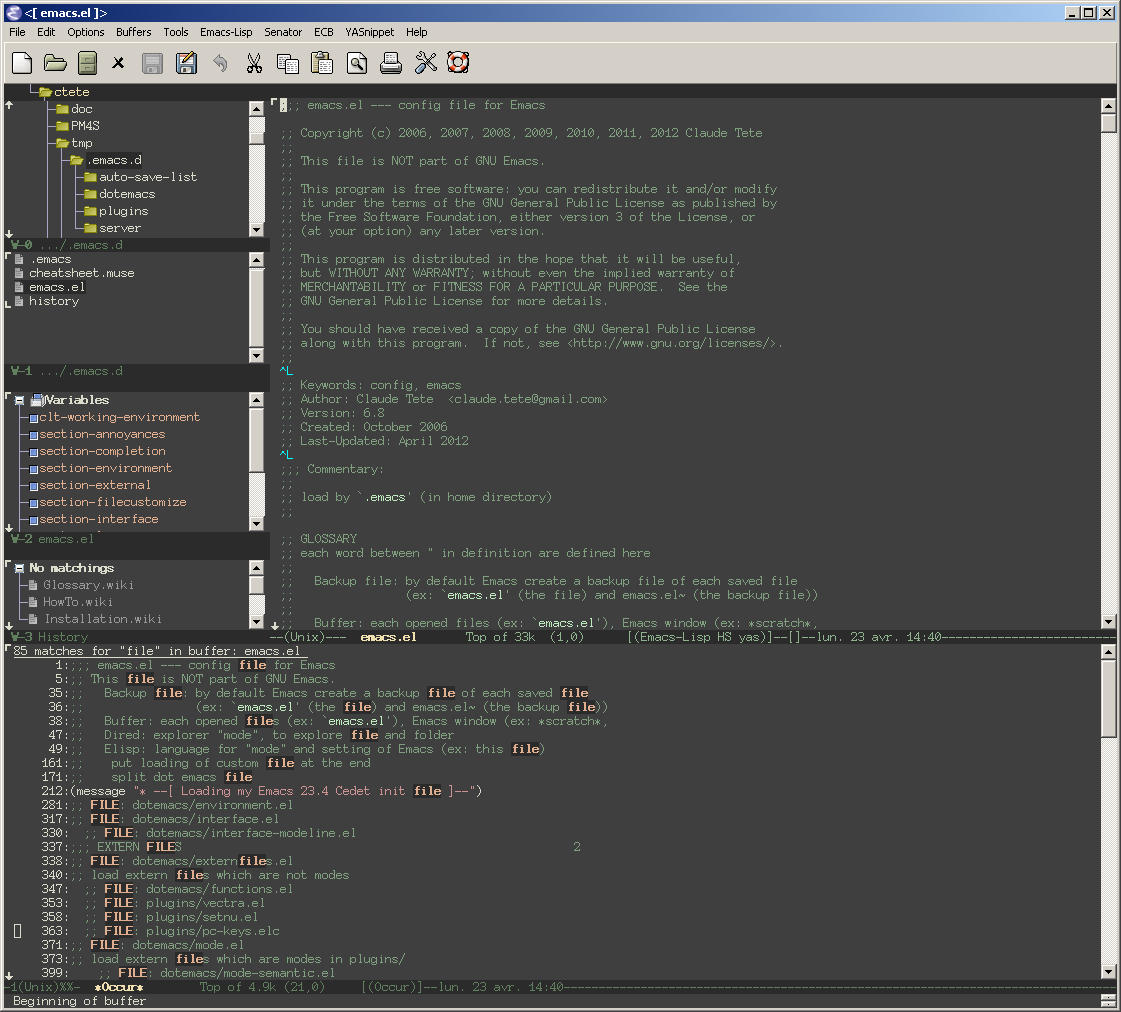 <[ emacs.el ]>
File Edit Options Buffers Tools Emacs-Lisp Senator ECB YASnippet Help
ctete
doc
PM4S
tmp
.emacs.d
auto-save-list
dotemacs
plugins
server
W-0 .../.emacs.d
.emacs
cheatsheet.muse
emacs.el
history
W-1 .../.emacs.d
Variables
clt-working-environment
section-annoyances
section-completion
section-environment
section-external
section-filecustomize
section-interface
W-2 emacs.el
No matchings
Glossary.wiki
HowTo.wiki
Installation.wiki
W-3 History
;;; emacs.el --- config file for Emacs
;; Copyright (c) 2006, 2007, 2008, 2009, 2010, 2011, 2012 Claude Tete
;;
;; This file is NOT part of GNU Emacs.
;;
;; This program is free software: you can redistribute it and/or modify
;; it under the terms of the GNU General Public License as published by
;; the Free Software Foundation, either version 3 of the License, or
;; (at your option) any later version.
;;
;; This program is distributed in the hope that it will be useful,
;; but WITHOUT ANY WARRANTY; without even the implied warranty of
;; MERCHANTABILITY or FITNESS FOR A PARTICULAR PURPOSE.  See the
;; GNU General Public License for more details.
;;
;; You should have received a copy of the GNU General Public License
;; along with this program.  If not, see <http://www.gnu.org/licenses/>.
;;
^L
;; Keywords: config, emacs
;; Author: Claude Tete  <claude.tete@gmail.com>
;; Version: 6.8
;; Created: October 2006
;; Last-Updated: April 2012
^L
;;; Commentary:
;;
;; load by `.emacs' (in home directory)
;;
;; GLOSSARY
;; each word between " in definition are defined here
;;
;;   Backup file: by default Emacs create a backup file of each saved file
;;                (ex: `emacs.el' (the file) and emacs.el~ (the backup file))
;;
;;   Buffer: each opened files (ex: `emacs.el'), Emacs window (ex: *scratch*,
--(Unix)---  emacs.el       Top of 33k  (1,0)      [(Emacs-Lisp HS yas)]--[]--lun. 23 avr. 14:40--
85 matches for "file" in buffer: emacs.el
1:;;; emacs.el --- config file for Emacs
5:;; This file is NOT part of GNU Emacs.
35:;;   Backup file: by default Emacs create a backup file of each saved file
36:;;                (ex: `emacs.el' (the file) and emacs.el~ (the backup file))
38:;;   Buffer: each opened files (ex: `emacs.el'), Emacs window (ex: *scratch*,
47:;;   Dired: explorer "mode", to explore file and folder
49:;;   Elisp: language for "mode" and setting of Emacs (ex: this file)
161:;;    put loading of custom file at the end
171:;;    split dot emacs file
212:(message "* --[ Loading my Emacs 23.4 Cedet init file ]--")
281:;; FILE: dotemacs/environment.el
317:;; FILE: dotemacs/interface.el
330:  ;; FILE: dotemacs/interface-modeline.el
337:;;; EXTERN FILES 2
338:;; FILE: dotemacs/externfiles.el
340:;; load extern files which are not modes
347:  ;; FILE: dotemacs/functions.el
353:  ;; FILE: plugins/vectra.el
358:  ;; FILE: plugins/setnu.el
363:  ;; FILE: plugins/pc-keys.elc
371:;; FILE: dotemacs/mode.el
373:;; load extern files which are modes in plugins/
399:    ;; FILE: dotemacs/mode-semantic.el
-1(Unix)%%-  *Occur*        Top of 4.9k (21,0)     [(Occur)]--lun. 23 avr. 14:40--
Beginning of buffer